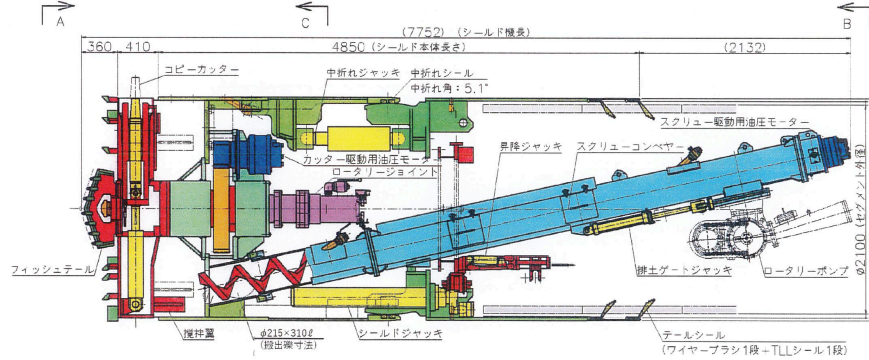 A
C
B
(7752) (シールド機長)
360
410
4850 (シールド本体長さ)
(2132)
コピーカッター
中折れジャッキ
中折れシール
中折れ角：5.1°
スクリュー駆動用油圧モーター
カッター駆動用油圧モーター
ロータリージョイント
昇降ジャッキ
スクリューコンベヤー
φ2100 (セグメント外径)
フィッシュテール
排土ゲートジャッキ
ロータリーポンプ
攪拌翼
φ215×310ℓ
(搬出礫寸法)
シールドジャッキ
テールシール
(ワイヤーブラシ1段＋TLLシール1段)